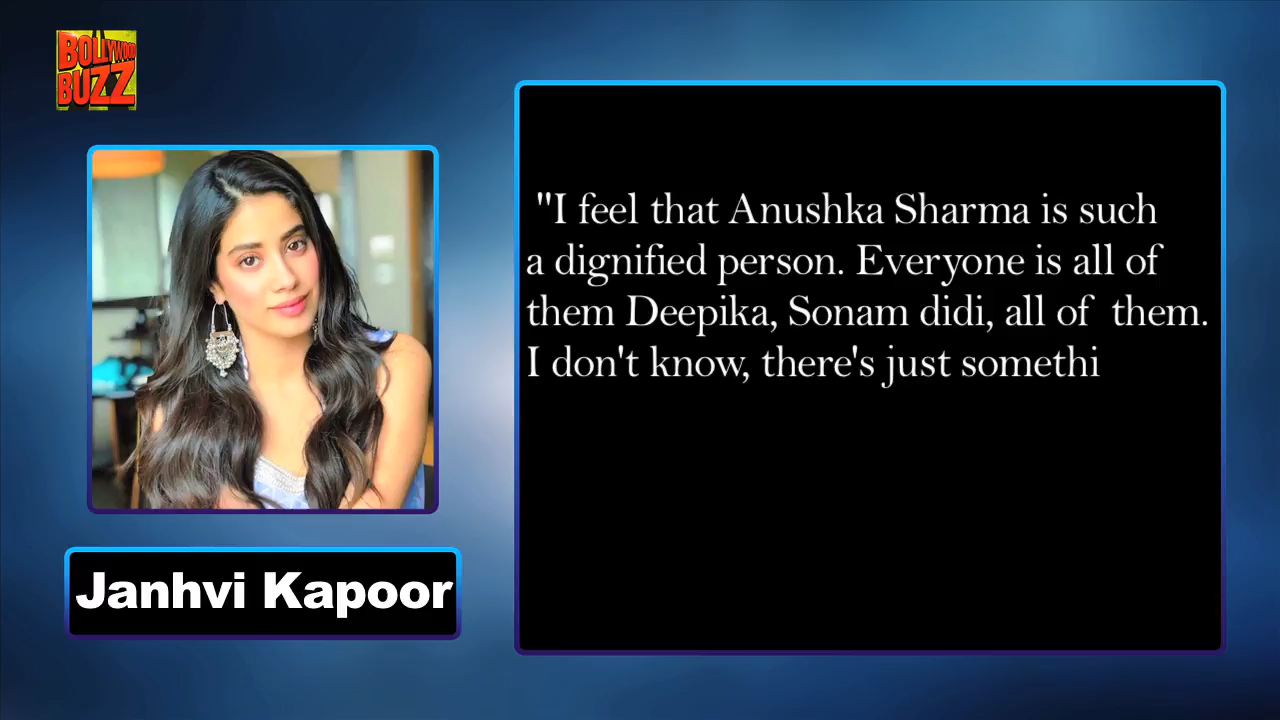 BOLLYWOOD
BUZZ
"I feel that Anushka Sharma is such
a dignified person. Everyone is all of
them Deepika, Sonam didi, all of  them.
I don't know, there's just somethi
Janhvi Kapoor